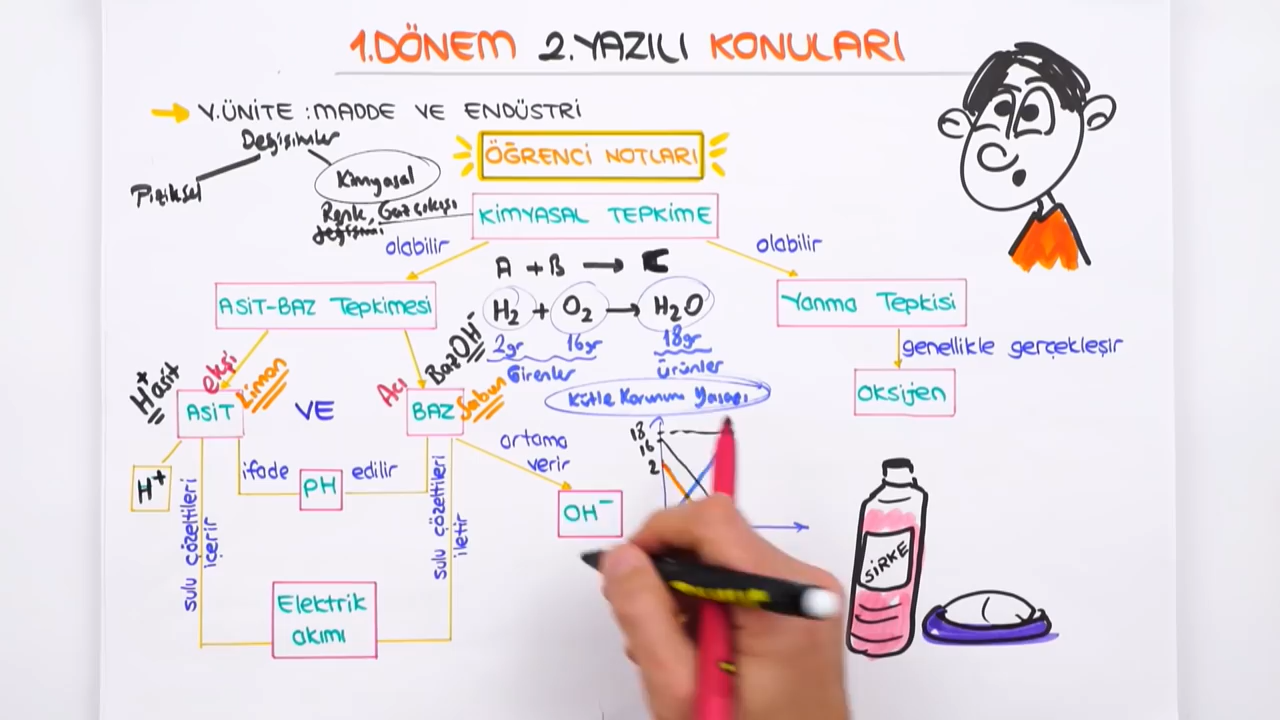 1.DÖNEM 2.YAZILI KONULARI
V.ÜNİTE :MADDE VE ENDÜSTRİ
Değişimler
Fiziksel
Kimyasal
ÖĞRENCİ NOTLARI
Renk, Gaz çıkışı
değişimi
KİMYASAL TEPKİME
olabilir
olabilir
A + B → C
ASİT-BAZ TEPKİMESİ
H₂ + O₂ → H₂O
Yanma Tepkisi
2gr 16gr 18gr
Girenler Ürünler
genellikle gerçekleşir
Kütle Korunum Yasası
Oksijen
H⁺ asit
ekşi
Limon
Acı
Baz OH⁻
Sabun
ASİT VE BAZ
ortama
verir
18
16
2
H⁺
ifade
PH
edilir
OH⁻
sulu çözeltileri
içerir
sulu çözeltileri
iletir
Elektrik
akımı
SİRKE